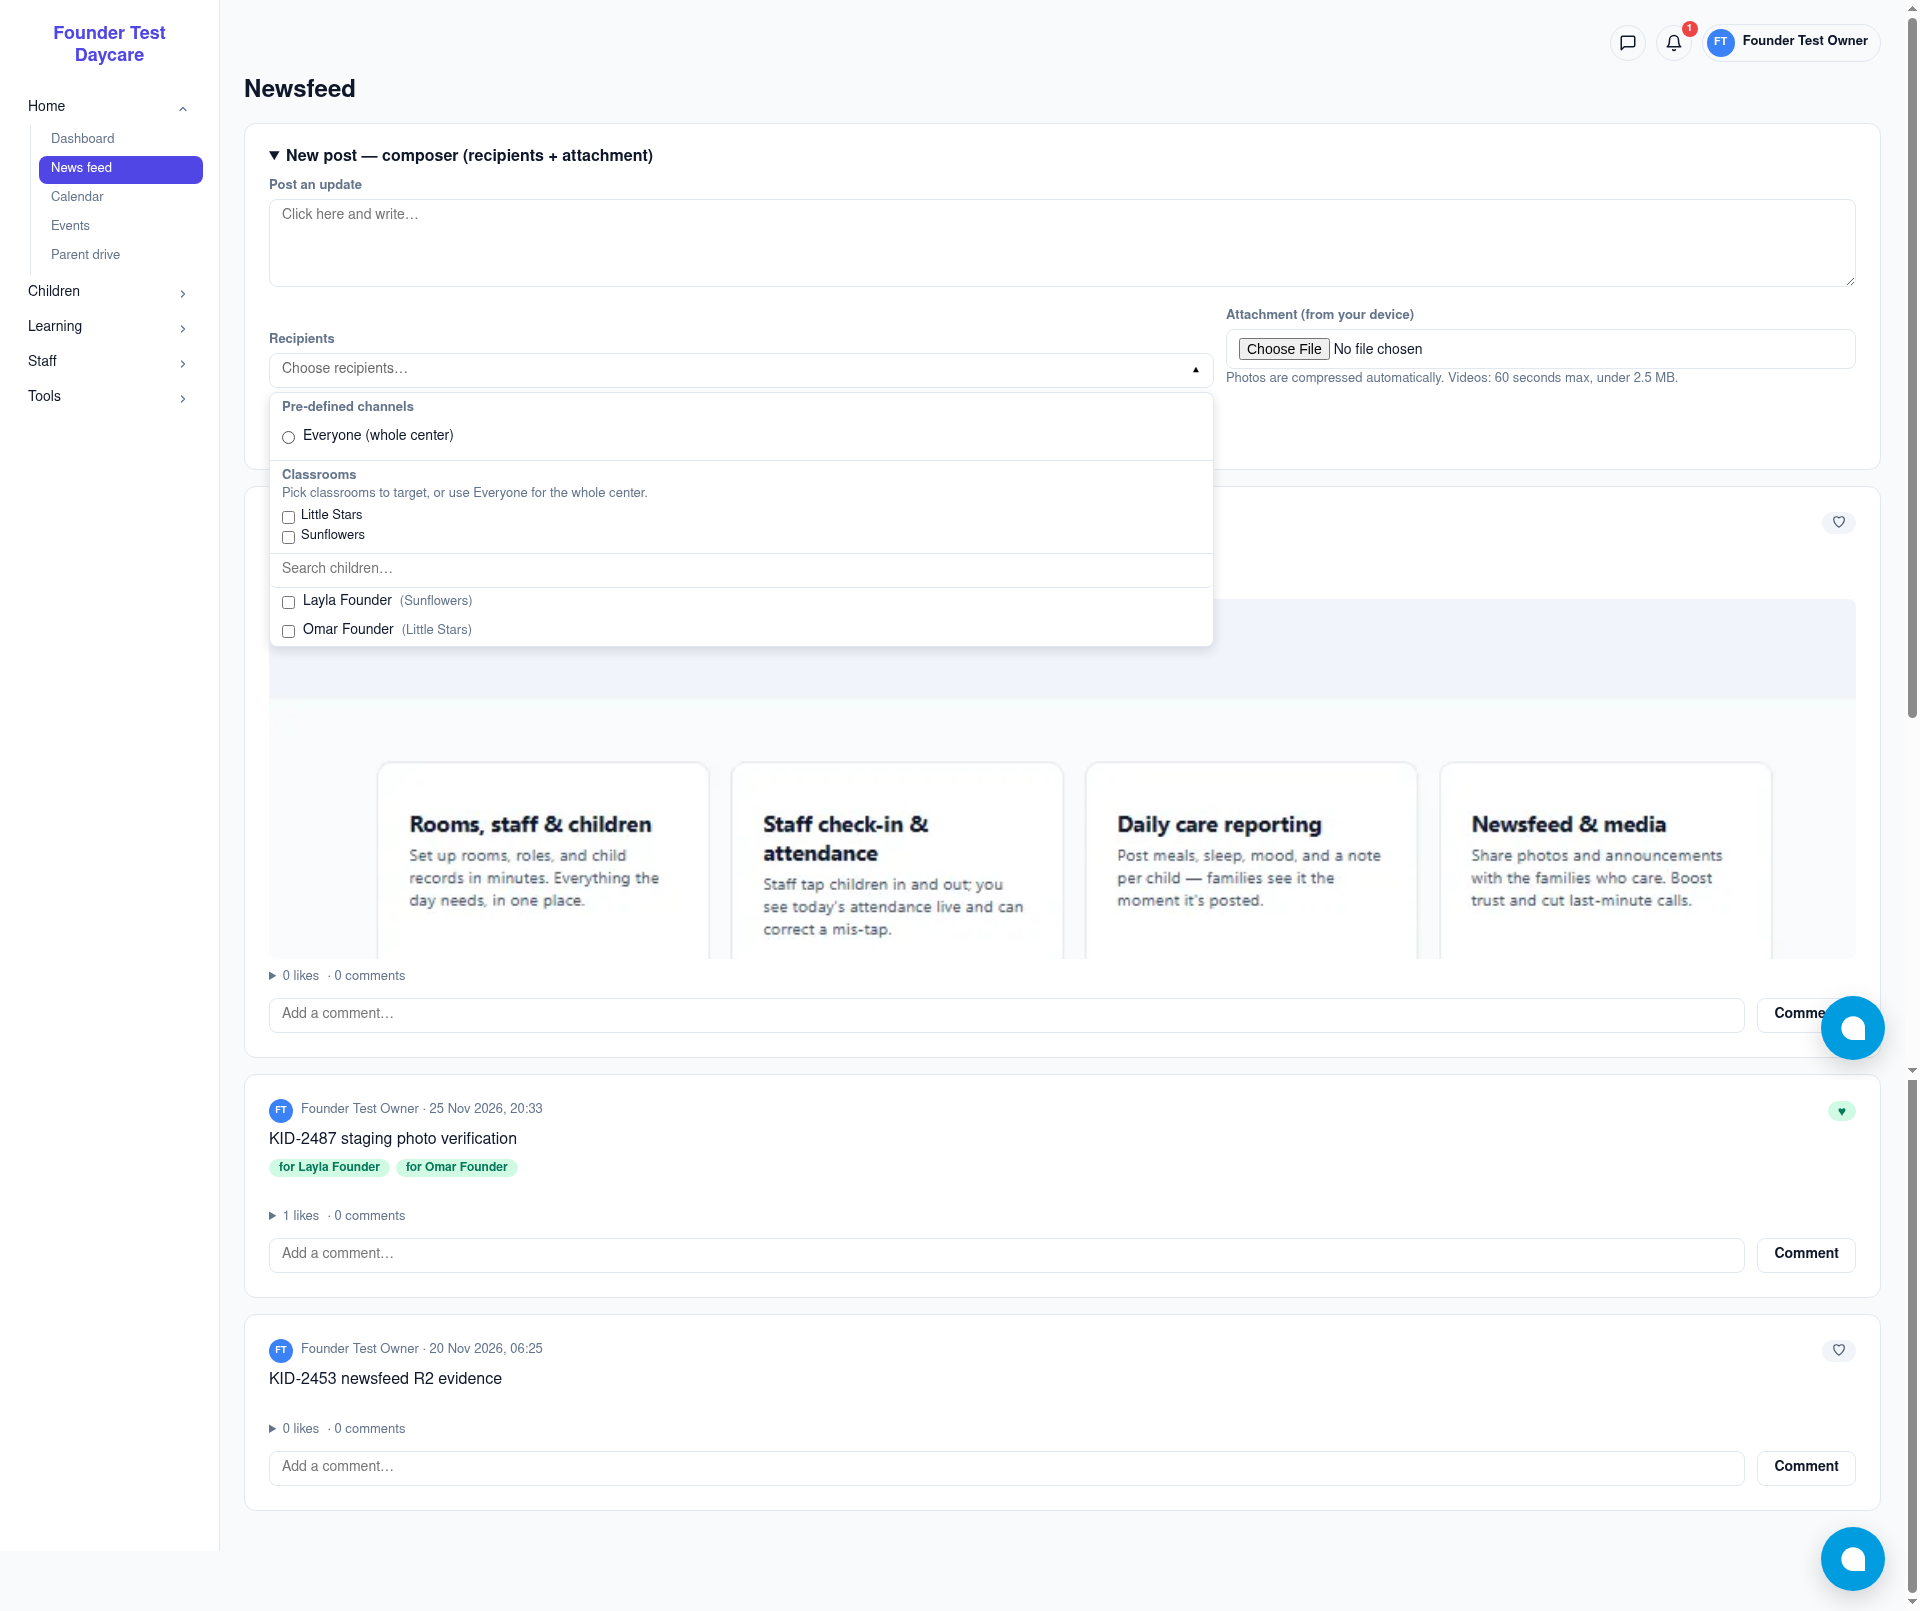 Founder Test
Daycare
Home
Dashboard
News feed
Calendar
Events
Parent drive
Children
Learning
Staff
Tools
1
FT
Founder Test Owner
Newsfeed
▼ New post — composer (recipients + attachment)
Post an update
Click here and write…
Recipients
Choose recipients…
Attachment (from your device)
Choose File No file chosen
Photos are compressed automatically. Videos: 60 seconds max, under 2.5 MB.
Pre-defined channels
Everyone (whole center)
Classrooms
Pick classrooms to target, or use Everyone for the whole center.
Little Stars
Sunflowers
Search children…
Layla Founder (Sunflowers)
Omar Founder (Little Stars)
Rooms, staff & children
Set up rooms, roles, and child
records in minutes. Everything the
day needs, in one place.
Staff check-in &
attendance
Staff tap children in and out; you
see today's attendance live and can
correct a mis-tap.
Daily care reporting
Post meals, sleep, mood, and a note
per child — families see it the
moment it's posted.
Newsfeed & media
Share photos and announcements
with the families who care. Boost
trust and cut last-minute calls.
0 likes · 0 comments
Add a comment…
Comme
FT Founder Test Owner · 25 Nov 2026, 20:33
KID-2487 staging photo verification
for Layla Founder for Omar Founder
1 likes · 0 comments
Add a comment…
Comment
FT Founder Test Owner · 20 Nov 2026, 06:25
KID-2453 newsfeed R2 evidence
0 likes · 0 comments
Add a comment…
Comment